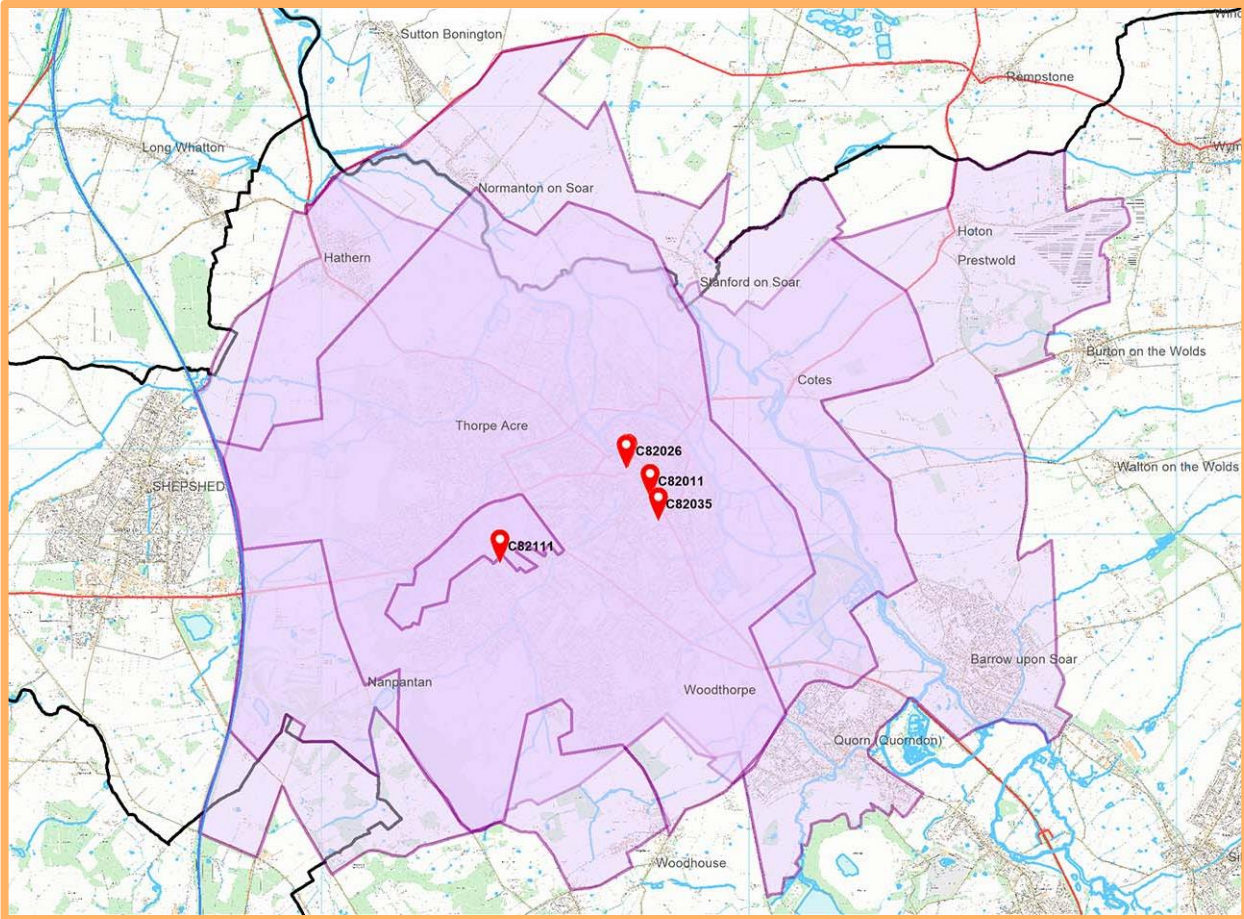 Sutton Bonington
Rempstone
Long Whatton
Normanton on Soar
Hoton
Hathern
Prestwold
Stanford on Soar
Burton on the Wolds
Cotes
Thorpe Acre
C82026
Walton on the Wolds
C82011
SHEPSHED
C82035
C82111
Barrow upon Soar
Nanpantan
Woodthorpe
Quorn (Quorndon)
Woodhouse